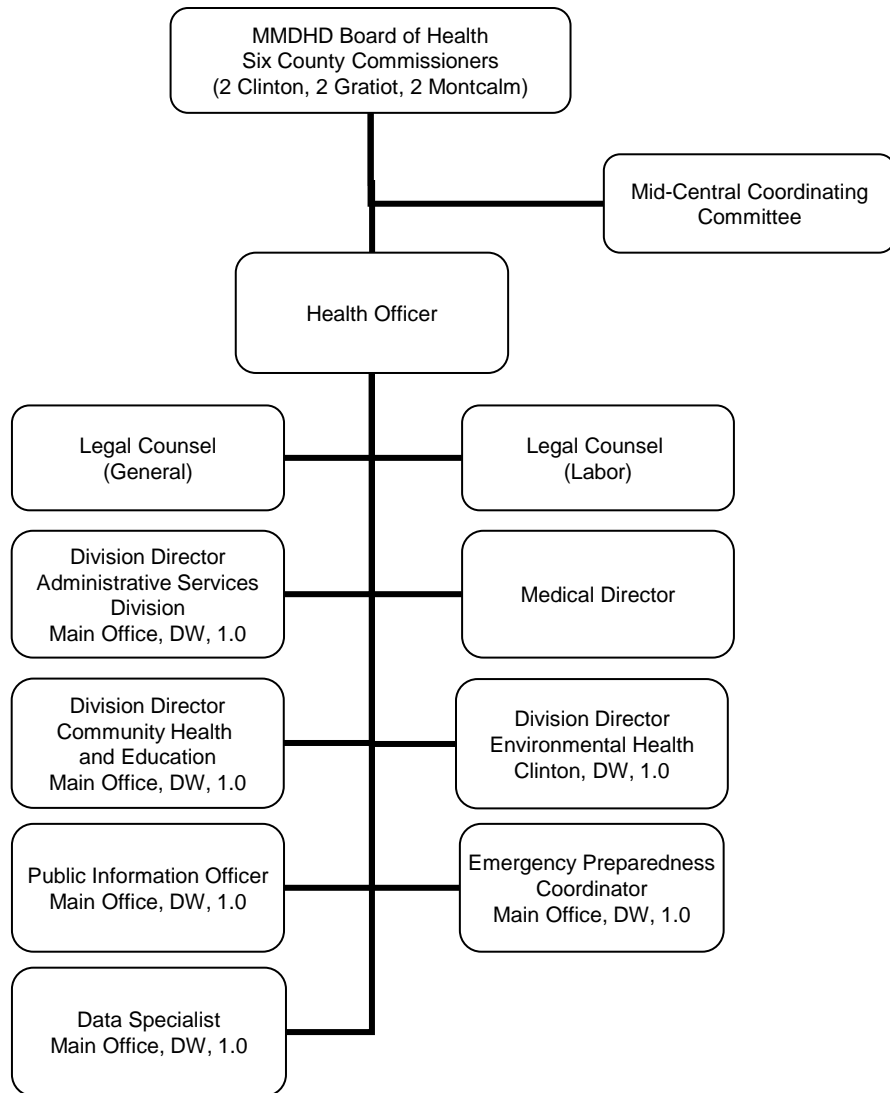 MMDHD Board of Health
Six County Commissioners
(2 Clinton, 2 Gratiot, 2 Montcalm)
Mid-Central Coordinating
Committee
Health Officer
Legal Counsel
(General)
Legal Counsel
(Labor)
Division Director
Administrative Services
Division
Main Office, DW, 1.0
Medical Director
Division Director
Community Health
and Education
Main Office, DW, 1.0
Division Director
Environmental Health
Clinton, DW, 1.0
Public Information Officer
Main Office, DW, 1.0
Emergency Preparedness
Coordinator
Main Office, DW, 1.0
Data Specialist
Main Office, DW, 1.0